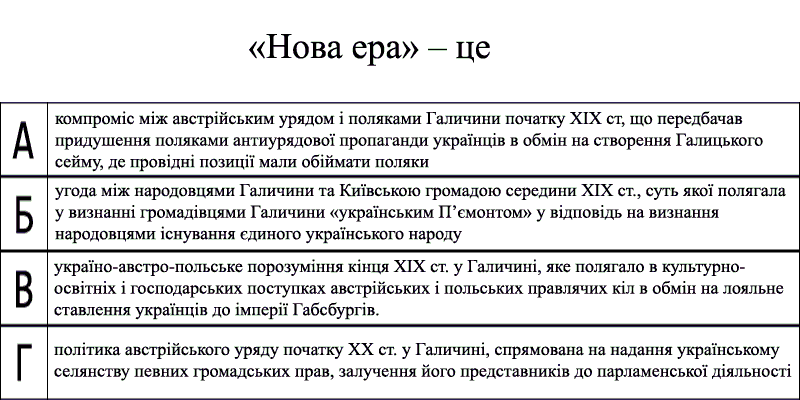 «Нова ера» – це
А
компроміс між австрійським урядом і поляками Галичини початку XIX ст, що передбачав
придушення поляками антиурядової пропаганди українців в обмін на створення Галицького
сейму, де провідні позиції мали обіймати поляки
Б
угода між народовцями Галичини та Київською громадою середини XIX ст., суть якої полягала
у визнанні громадівцями Галичини «українським П’ємонтом» у відповідь на визнання
народовцями існування єдиного українського народу
В
україно-австро-польське порозуміння кінця XIX ст. у Галичині, яке полягало в культурно-
освітніх і господарських поступках австрійських і польських правлячих кіл в обмін на лояльне
ставлення українців до імперії Габсбургів.
Г
політика австрійського уряду початку XX ст. у Галичині, спрямована на надання українському
селянству певних громадських прав, залучення його представників до парламенської діяльності